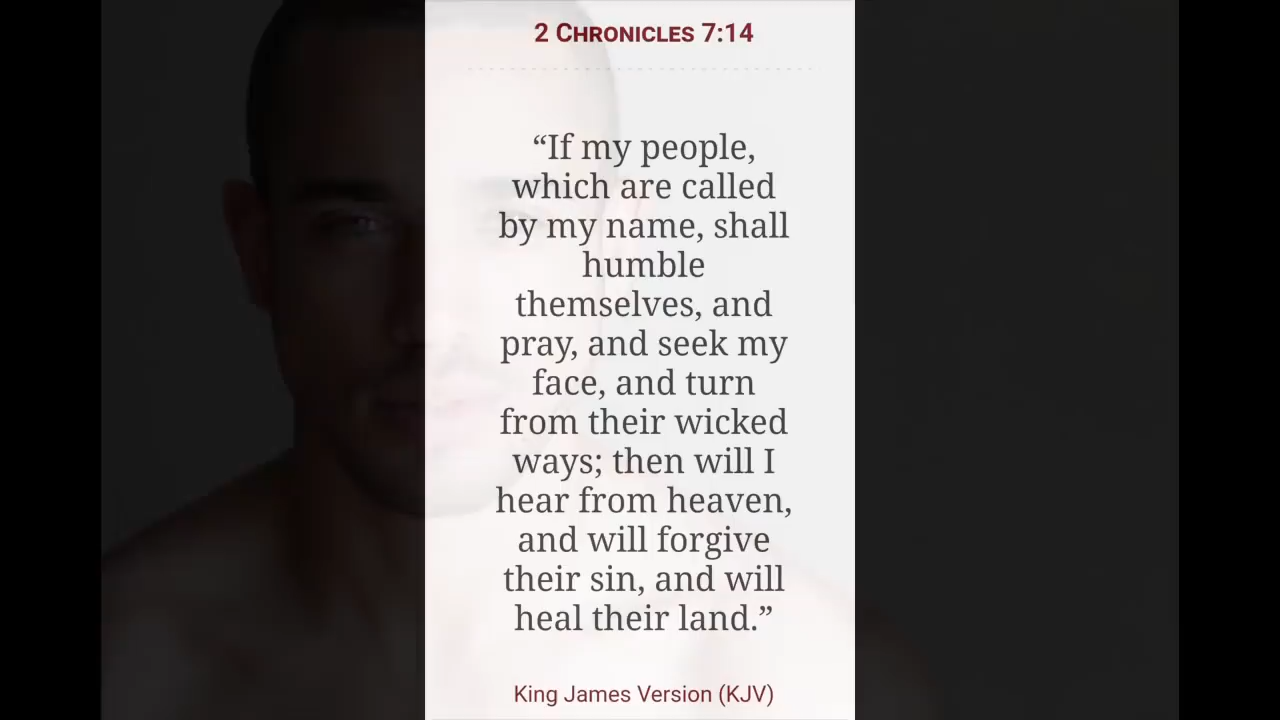 2 Chronicles 7:14
“If my people,
which are called
by my name, shall
humble
themselves, and
pray, and seek my
face, and turn
from their wicked
ways; then will I
hear from heaven,
and will forgive
their sin, and will
heal their land.”
King James Version (KJV)